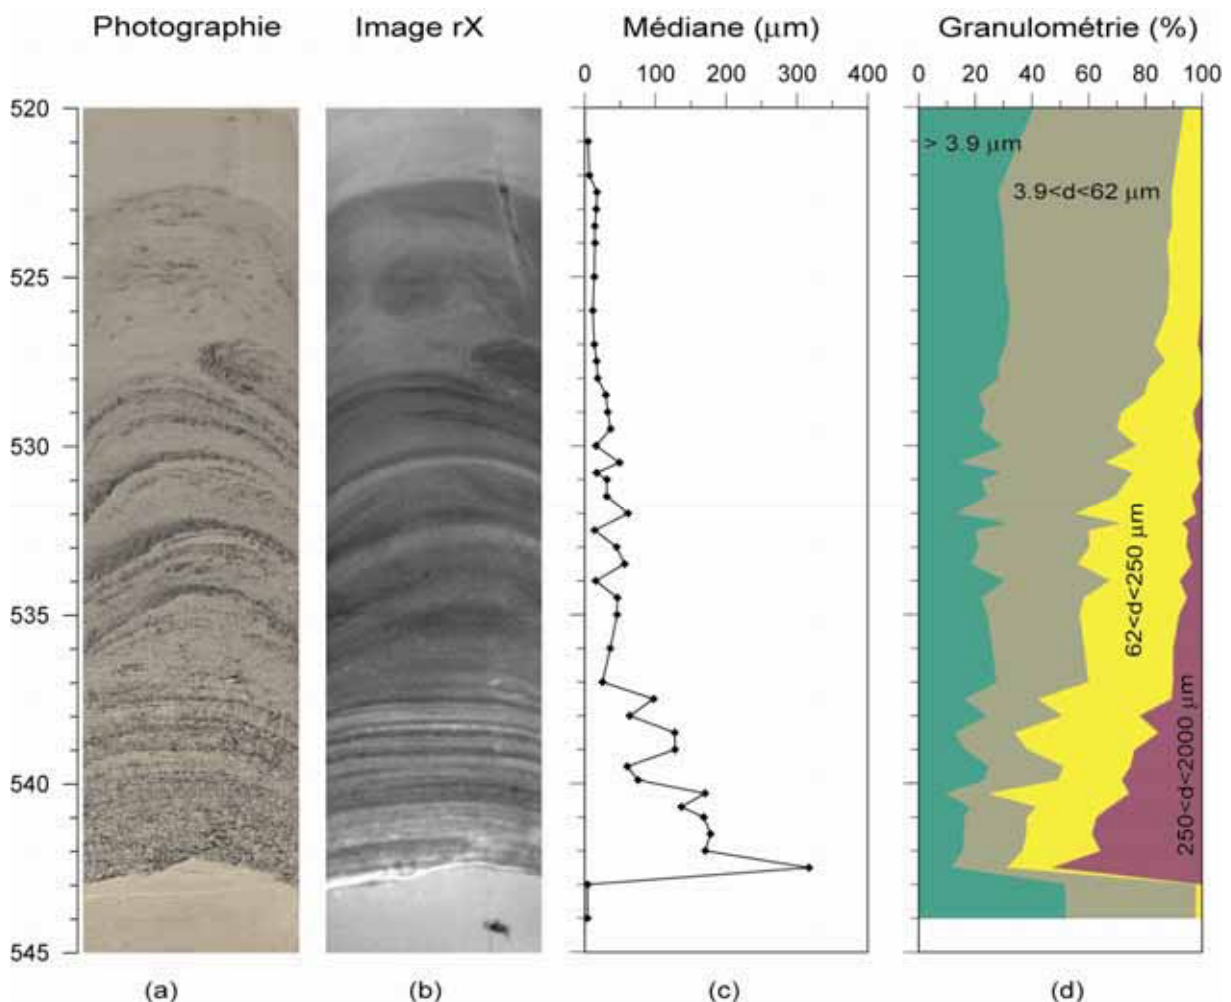 Photographie Image rX Médiane (μm) Granulométrie (%)
0 100 200 300 400 0 20 40 60 80 100
520
> 3.9 μm
3.9<d<62 μm
525
530
62<d<250 μm
535
250<d<2000 μm
540
545
(a) (b) (c) (d)